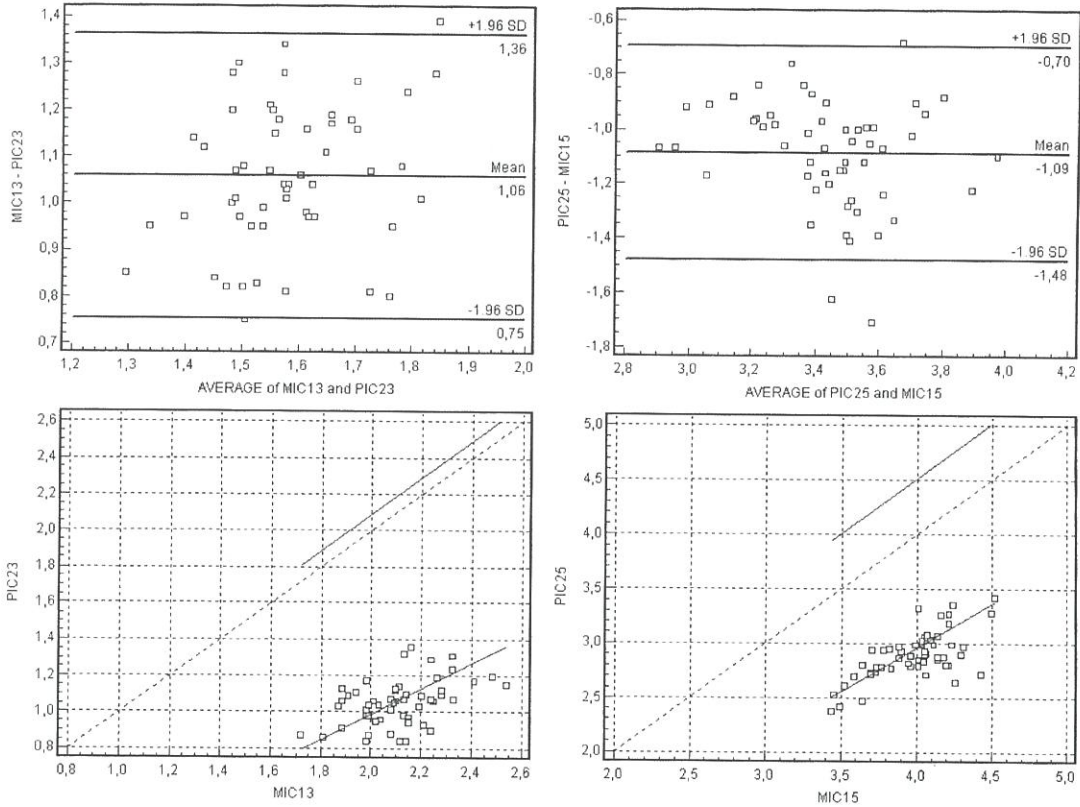 1,4
1,3
1,2
1,1
1,0
0,9
0,8
0,7
MIC13 - PIC23
+1.96 SD
1,36
Mean
1,06
-1.96 SD
0,75
1,2 1,3 1,4 1,5 1,6 1,7 1,8 1,9 2,0
AVERAGE of MIC13 and PIC23
-0,6
-0,8
-1,0
-1,2
-1,4
-1,6
-1,8
PIC25 - MIC15
+1.96 SD
-0,70
Mean
-1,09
-1.96 SD
-1,48
2,8 3,0 3,2 3,4 3,6 3,8 4,0 4,2
AVERAGE of PIC25 and MIC15
2,6
2,4
2,2
2,0
1,8
1,6
1,4
1,2
1,0
0,8
PIC23
0,8 1,0 1,2 1,4 1,6 1,8 2,0 2,2 2,4 2,6
MIC13
5,0
4,5
4,0
3,5
3,0
2,5
2,0
PIC25
2,0 2,5 3,0 3,5 4,0 4,5 5,0
MIC15